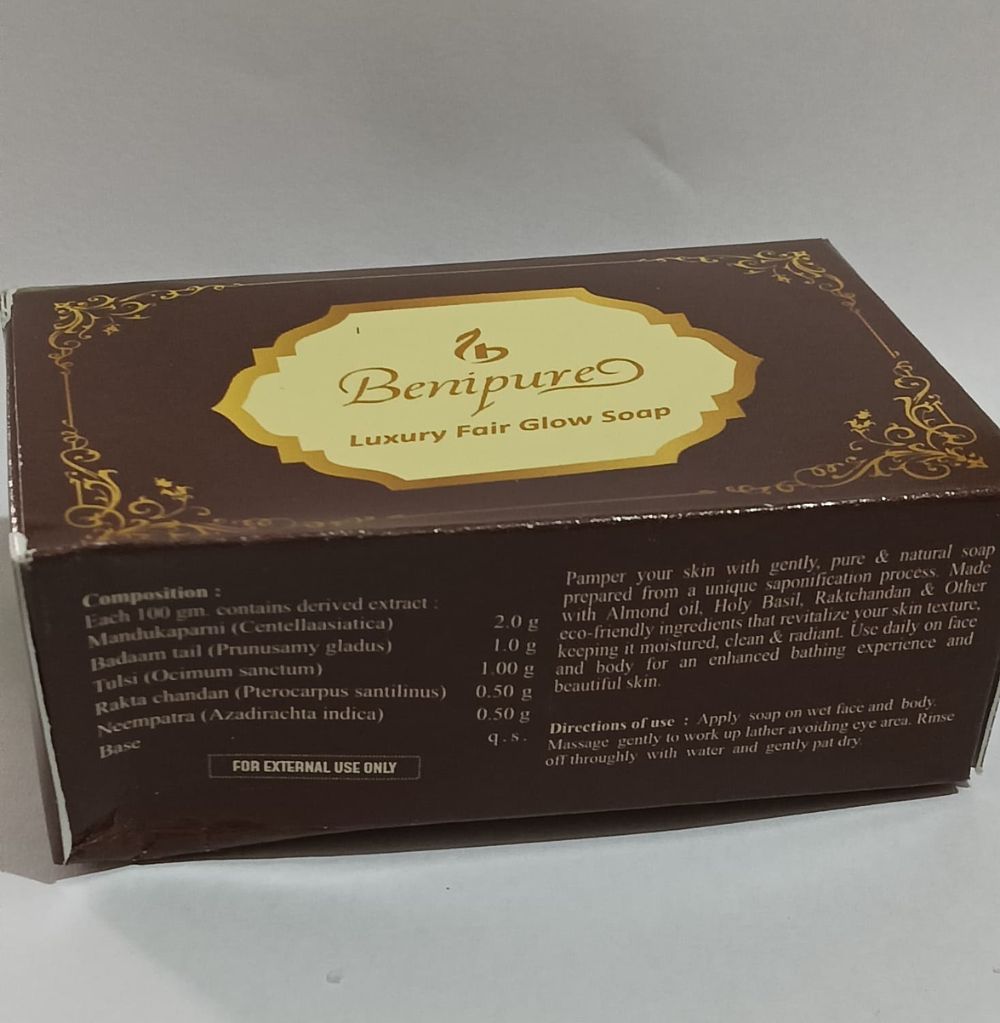 Benipure
Luxury Fair Glow Soap
Composition :
Each 100 gm. contains derived extract :
Mandukaparni (Centellaasiatica) 2.0 g
Badaam tail (Prunusamy gladus) 1.0 g
Tulsi (Ocimum sanctum) 1.00 g
Rakta chandan (Pterocarpus santilinus) 0.50 g
Neempatra (Azadirachta indica) 0.50 g
Base q.s.
FOR EXTERNAL USE ONLY
Pamper your skin with gently, pure & natural soap
prepared from a unique saponification process. Made
with Almond oil, Holy Basil, Raktchandan & Other
eco-friendly ingredients that revitalize your skin texture,
keeping it moistured, clean & radiant. Use daily on face
and body for an enhanced bathing experience and
beautiful skin.
Directions of use : Apply soap on wet face and body.
Massage gently to work up lather avoiding eye area. Rinse
off throughly with water and gently pat dry.